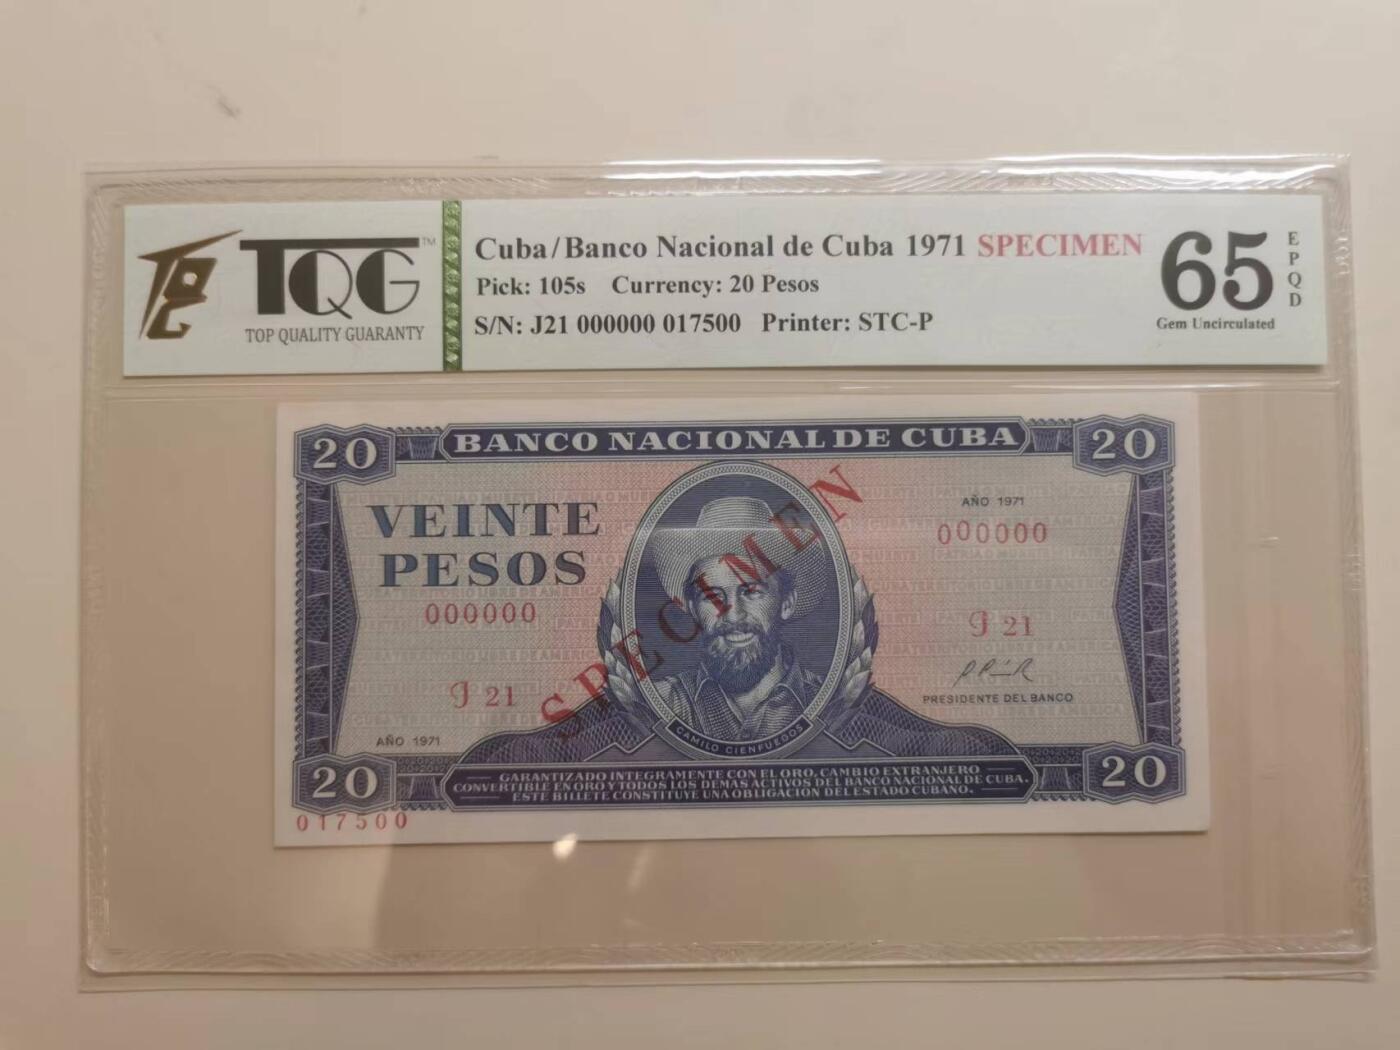 TQG™
TOP QUALITY GUARANTY
Cuba/Banco Nacional de Cuba 1971 SPECIMEN
Pick: 105s Currency: 20 Pesos
S/N: J21 000000 017500 Printer: STC-P
65
Gem Uncirculated
EPQD
20 BANCO NACIONAL DE CUBA 20
VEINTE
PESOS
AÑO 1971
000000
000000
J 21
J 21
SPECIMEN
PRESIDENTE DEL BANCO
AÑO 1971
CAMILO CIENFUEGOS
20 20
GARANTIZADO INTEGRAMENTE CON EL ORO, CAMBIO EXTRANJERO
CONVERTIBLE EN ORO Y TODOS LOS DEMAS ACTIVOS DEL BANCO NACIONAL DE CUBA.
ESTE BILLETE CONSTITUYE UNA OBLIGACION DEL ESTADO CUBANO.
017500